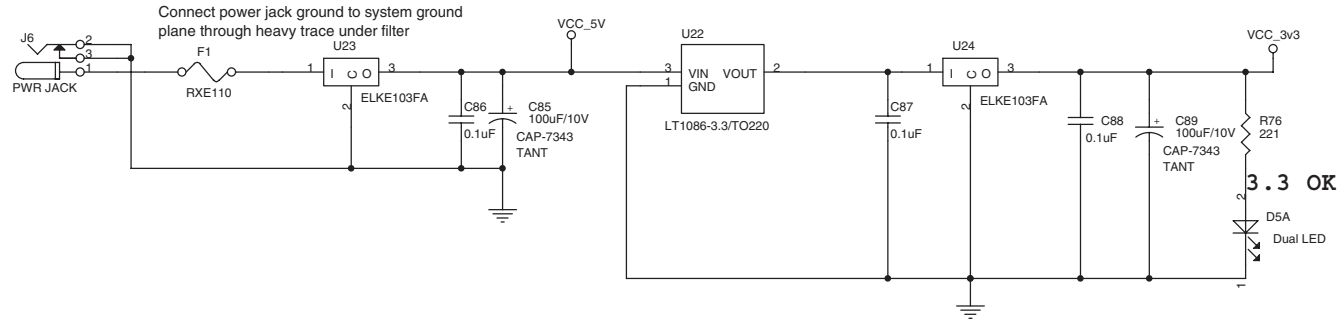 Connect power jack ground to system ground
plane through heavy trace under filter
J6
2
3
1
PWR JACK
F1
RXE110
U23
1
I C O
3
2
ELKE103FA
C86
0.1uF
+
C85
100uF/10V
CAP-7343
TANT
VCC_5V
U22
3
1
VIN
GND
VOUT
2
LT1086-3.3/TO220
C87
0.1uF
U24
1
I C O
3
2
ELKE103FA
C88
0.1uF
+
C89
100uF/10V
CAP-7343
TANT
VCC_3v3
R76
221
3.3 OK
2
D5A
Dual LED
1